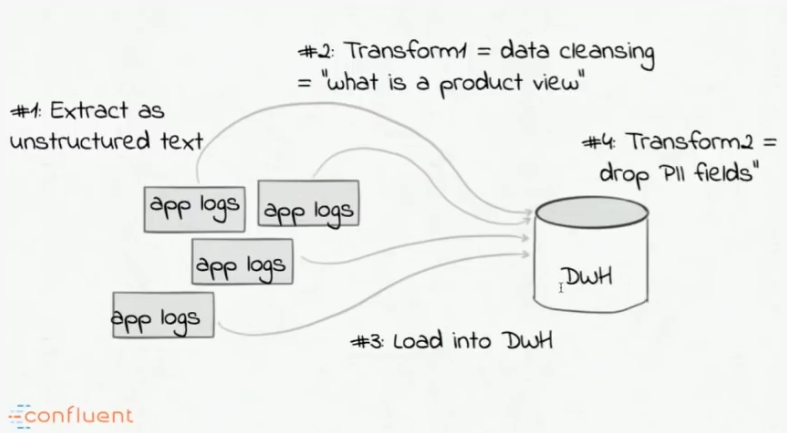 #2: Transform1 = data cleansing
= "what is a product view"
#1: Extract as
unstructured text
#4: Transform2 =
drop PII fields"
app logs
app logs
app logs
app logs
DWH
#3: Load into DWH
confluent